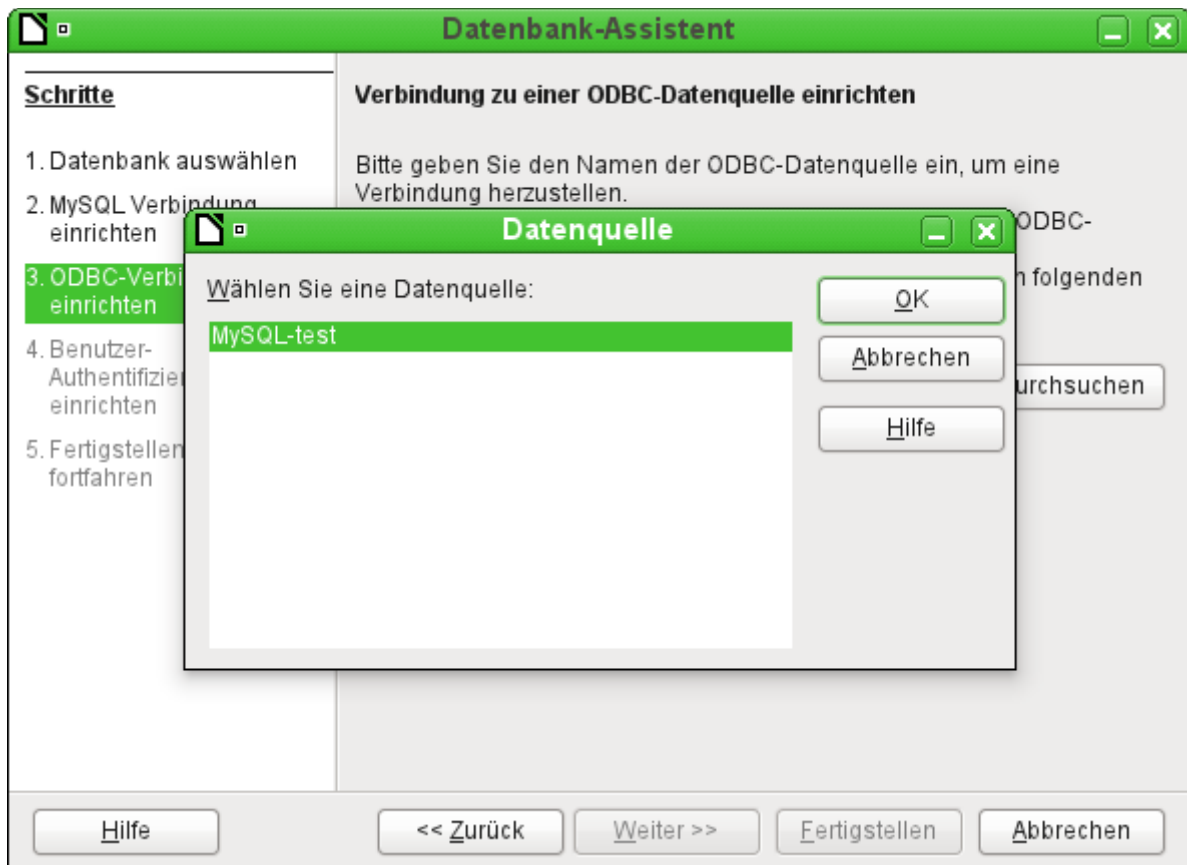 Datenbank-Assistent
Schritte
1. Datenbank auswählen
2. MySQL Verbindung
einrichten
3. ODBC-Verbi
einrichten
4. Benutzer-
Authentifizie
einrichten
5. Fertigstellen
fortfahren
Verbindung zu einer ODBC-Datenquelle einrichten
Bitte geben Sie den Namen der ODBC-Datenquelle ein, um eine
Verbindung herzustellen.
ODBC-
n folgenden
urchsuchen
Datenquelle
Wählen Sie eine Datenquelle:
MySQL-test
OK
Abbrechen
Hilfe
Hilfe
<< Zurück
Weiter >>
Fertigstellen
Abbrechen